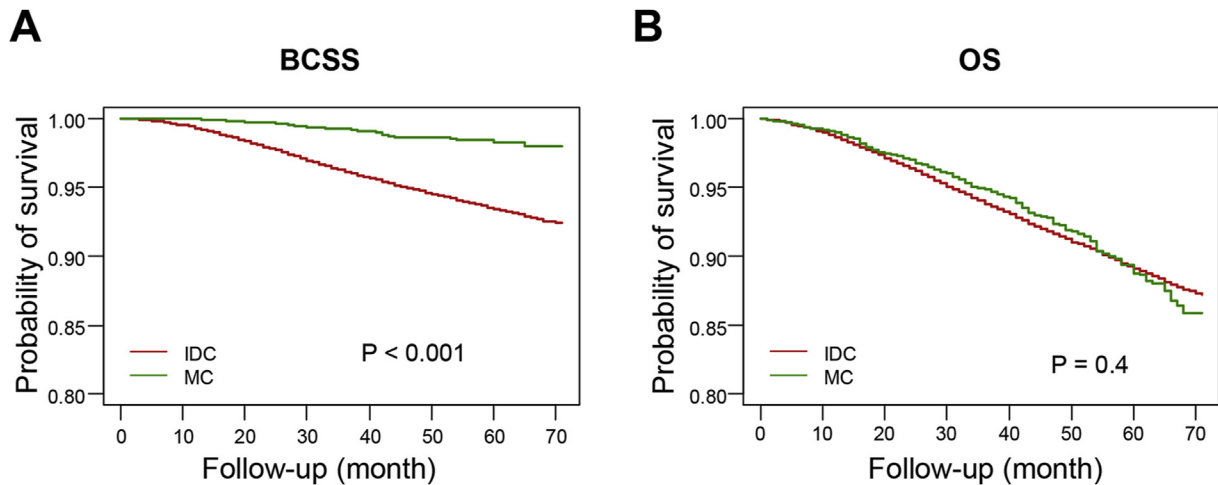 A
BCSS
Probability of survival
1.00
0.95
0.90
0.85
0.80
IDC
MC
P < 0.001
0 10 20 30 40 50 60 70
Follow-up (month)
B
OS
Probability of survival
1.00
0.95
0.90
0.85
0.80
IDC
MC
P = 0.4
0 10 20 30 40 50 60 70
Follow-up (month)